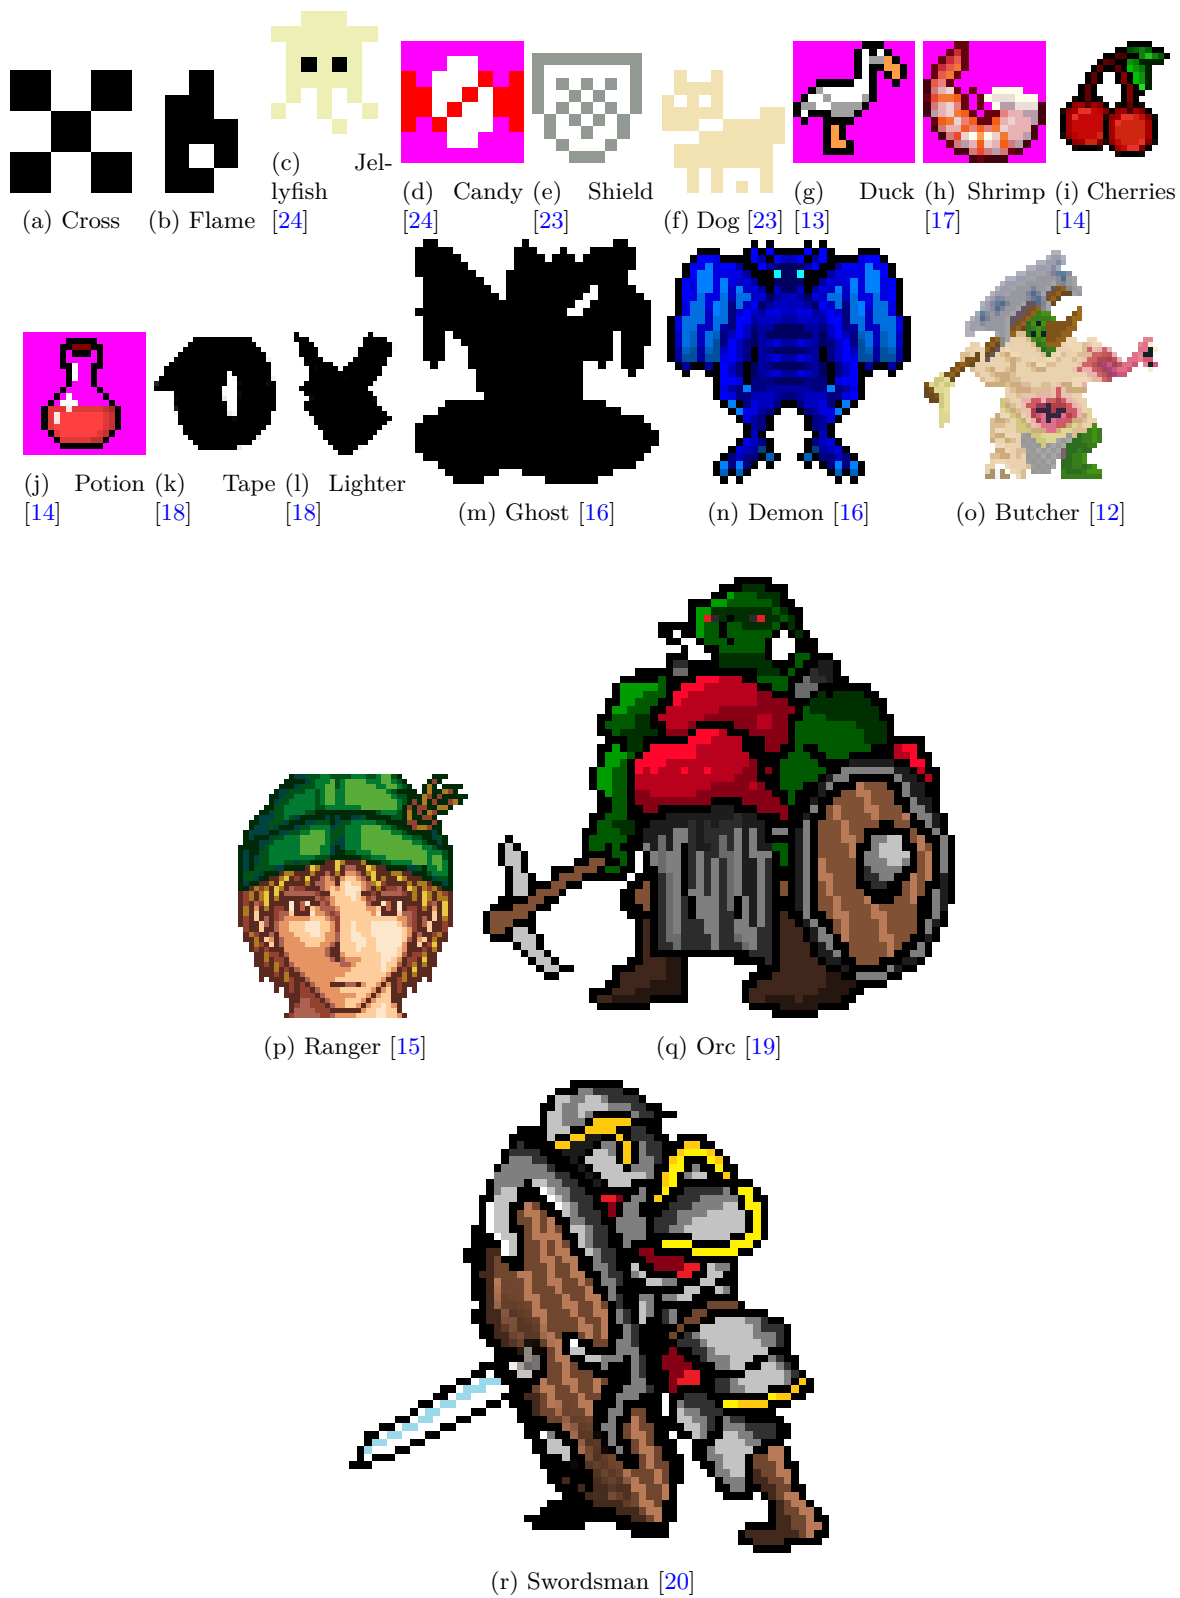 (a) Cross
(b) Flame
(c) Jel-
lyfish
[24]
(d) Candy
[24]
(e) Shield
[23]
(f) Dog [23]
(g) Duck
[13]
(h) Shrimp
[17]
(i) Cherries
[14]
(j) Potion
[14]
(k) Tape
[18]
(l) Lighter
[18]
(m) Ghost [16]
(n) Demon [16]
(o) Butcher [12]
(p) Ranger [15]
(q) Orc [19]
(r) Swordsman [20]